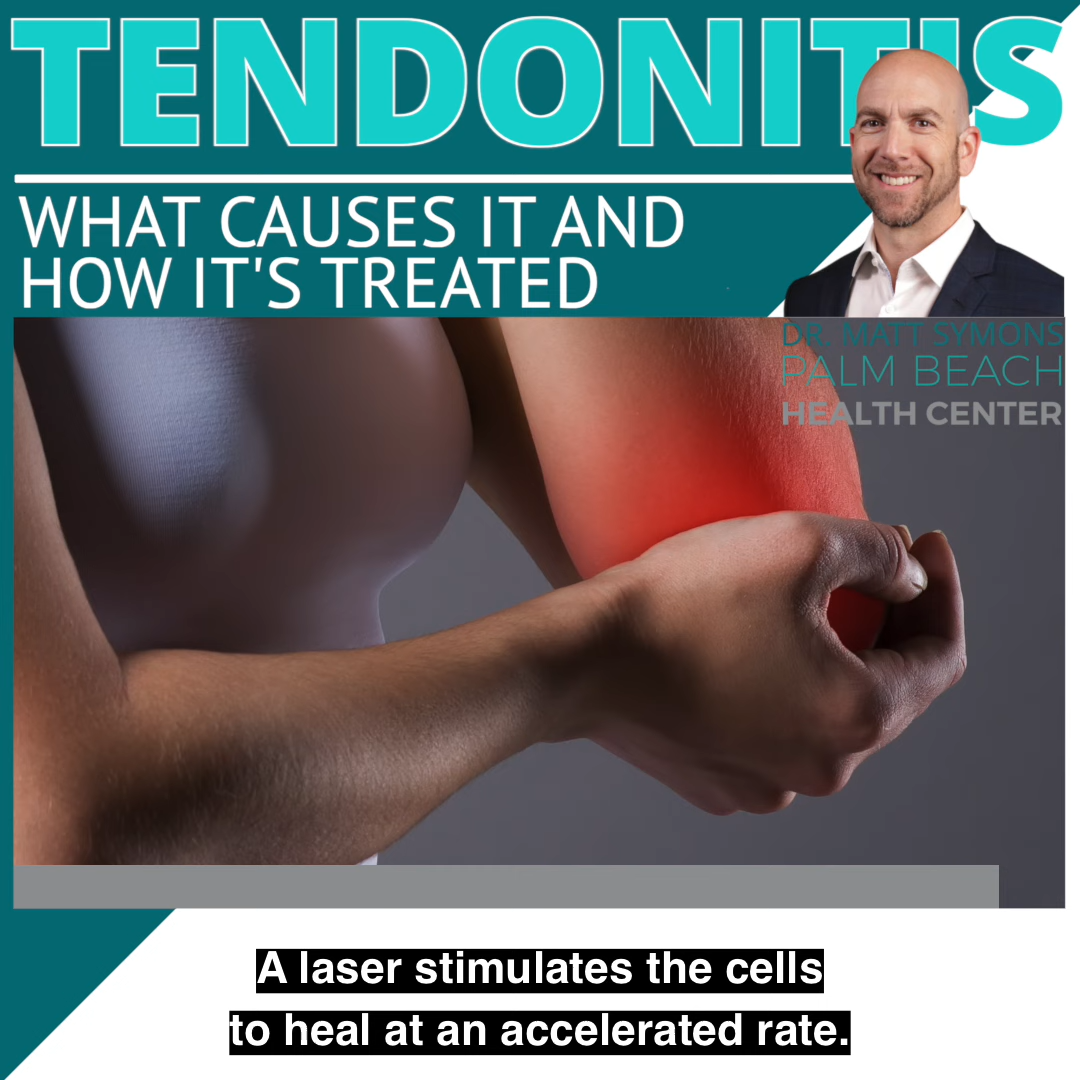 TENDONITIS
WHAT CAUSES IT AND
HOW IT'S TREATED
DR. MATT SYMONS
PALM BEACH
HEALTH CENTER
A laser stimulates the cells
to heal at an accelerated rate.